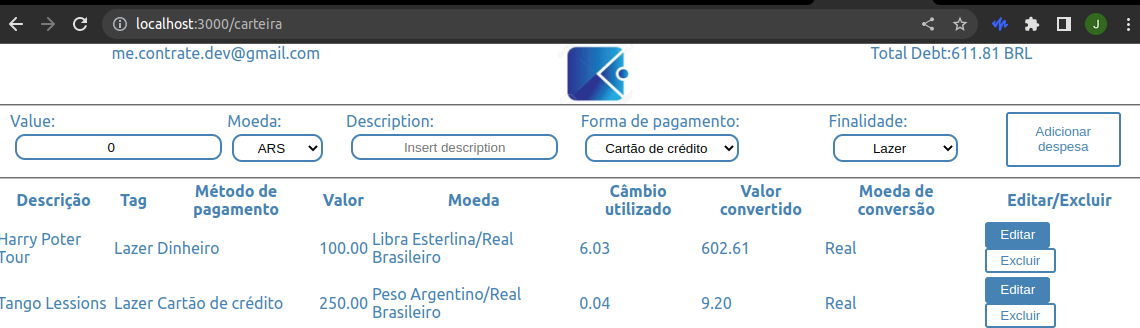 localhost:3000/carteira
J
me.contrate.dev@gmail.com
Total Debt:611.81 BRL
Value:
Moeda:
Description:
Forma de pagamento:
Finalidade:
0
ARS
Insert description
Cartão de crédito
Lazer
Adicionar
despesa
Descrição
Tag
Método de
pagamento
Valor
Moeda
Câmbio
utilizado
Valor
convertido
Moeda de
conversão
Editar/Excluir
Harry Poter
Tour
Lazer
Dinheiro
100.00
Libra Esterlina/Real
Brasileiro
6.03
602.61
Real
Editar
Excluir
Tango Lessions
Lazer
Cartão de crédito
250.00
Peso Argentino/Real
Brasileiro
0.04
9.20
Real
Editar
Excluir